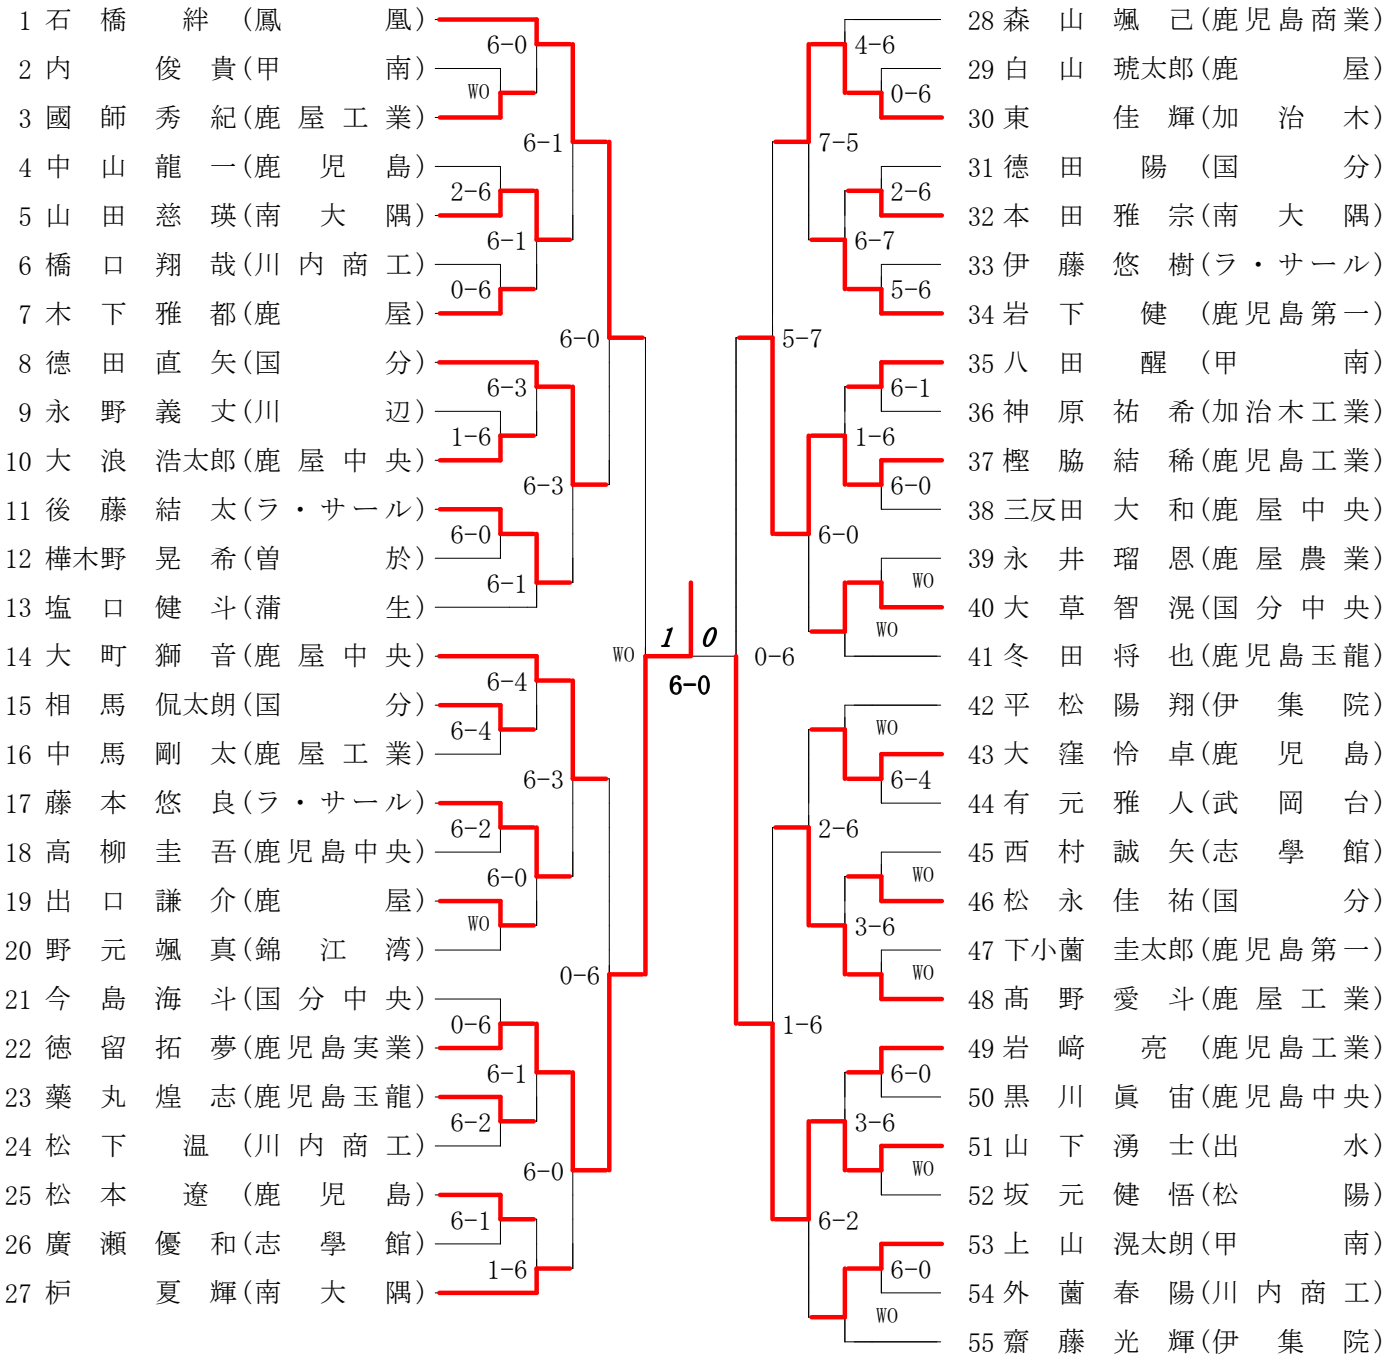 1 石橋 絆 (鳳凰)
6-0
2 内 俊貴 (甲南)
WO
3 國師 秀紀 (鹿屋工業)
6-1
4 中山 龍一 (鹿児島)
2-6
5 山田 慈瑛 (南大隅)
6-1
6 橋口 翔哉 (川内商工)
0-6
7 木下 雅都 (鹿屋)
6-0
8 德田 直矢 (国分)
6-3
9 永野 義丈 (川辺)
1-6
10 大浪 浩太郎 (鹿屋中央)
6-3
11 後藤 結太 (ラ・サール)
6-0
12 樺木野 晃希 (曽於)
6-1
13 塩口 健斗 (蒲生)
WO
14 大町 獅音 (鹿屋中央)
6-4
15 相馬 侃太朗 (国分)
6-4
16 中馬 剛太 (鹿屋工業)
6-3
17 藤本 悠良 (ラ・サール)
6-2
18 高柳 圭吾 (鹿児島中央)
6-0
19 出口 謙介 (鹿屋)
WO
20 野元 颯真 (錦江湾)
0-6
21 今島 海斗 (国分中央)
0-6
22 徳留 拓夢 (鹿児島実業)
6-1
23 藥丸 煌志 (鹿児島玉龍)
6-2
24 松下 温 (川内商工)
6-0
25 松本 遼 (鹿児島)
6-1
26 廣瀬 優和 (志學館)
1-6
27 枦 夏輝 (南大隅)
1 0
6-0
28 森山 颯己 (鹿児島商業)
4-6
29 白山 琥太郎 (鹿屋)
0-6
30 東 佳輝 (加治木)
7-5
31 德田 陽 (国分)
2-6
32 本田 雅宗 (南大隅)
6-7
33 伊藤 悠樹 (ラ・サール)
5-6
34 岩下 健 (鹿児島第一)
5-7
35 八田 醒 (甲南)
6-1
36 神原 祐希 (加治木工業)
1-6
37 樫脇 結稀 (鹿児島工業)
6-0
38 三反田 大和 (鹿屋中央)
6-0
39 永井 瑠恩 (鹿屋農業)
WO
40 大草 智滉 (国分中央)
WO
41 冬田 将也 (鹿児島玉龍)
0-6
42 平松 陽翔 (伊集院)
WO
43 大窪 怜卓 (鹿児島)
6-4
44 有元 雅人 (武岡台)
2-6
45 西村 誠矢 (志學館)
WO
46 松永 佳祐 (国分)
3-6
47 下小薗 圭太郎 (鹿児島第一)
WO
48 髙野 愛斗 (鹿屋工業)
1-6
49 岩﨑 亮 (鹿児島工業)
6-0
50 黒川 眞宙 (鹿児島中央)
3-6
51 山下 湧士 (出水)
WO
52 坂元 健悟 (松陽)
6-2
53 上山 滉太朗 (甲南)
6-0
54 外薗 春陽 (川内商工)
WO
55 齋藤 光輝 (伊集院)